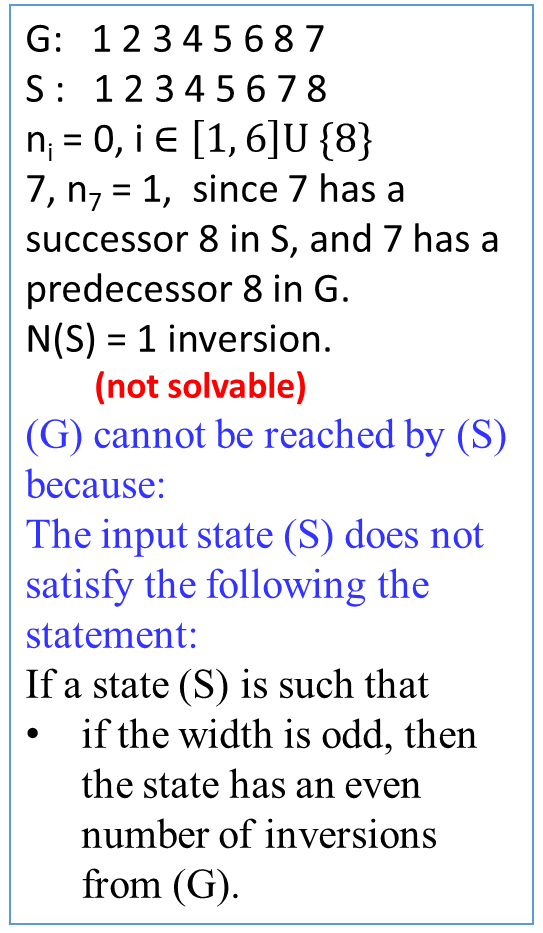 G: 1 2 3 4 5 6 8 7
S : 1 2 3 4 5 6 7 8
nᵢ = 0, i ∈ [1, 6]U {8}
7, n₇ = 1, since 7 has a
successor 8 in S, and 7 has a
predecessor 8 in G.
N(S) = 1 inversion.
(not solvable)
(G) cannot be reached by (S)
because:
The input state (S) does not
satisfy the following the
statement:
If a state (S) is such that
• if the width is odd, then
the state has an even
number of inversions
from (G).